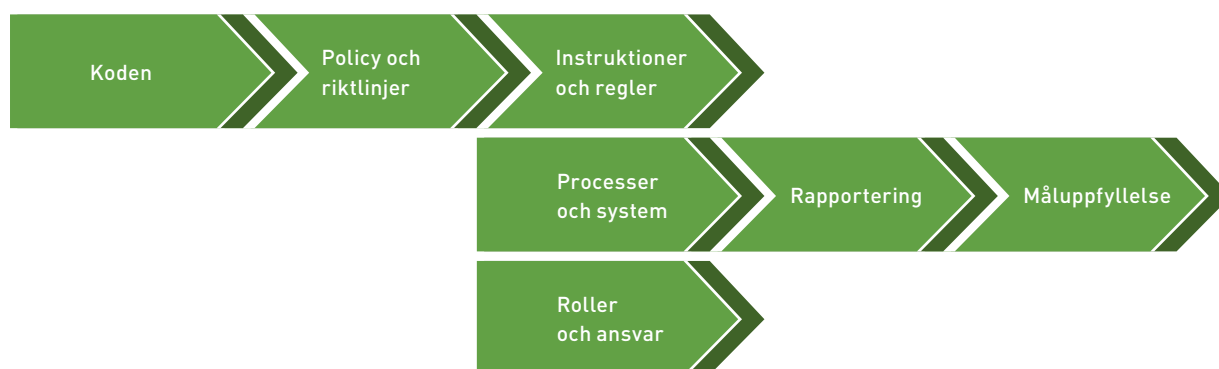 Koden
Policy och
riktlinjer
Instruktioner
och regler
Processer
och system
Rapportering
Måluppfyllelse
Roller
och ansvar